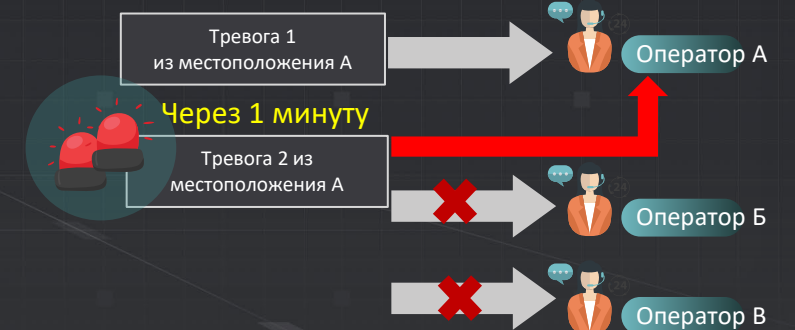 Тревога 1
из местоположения А
Оператор А
Через 1 минуту
Тревога 2 из
местоположения А
Оператор Б
Оператор В